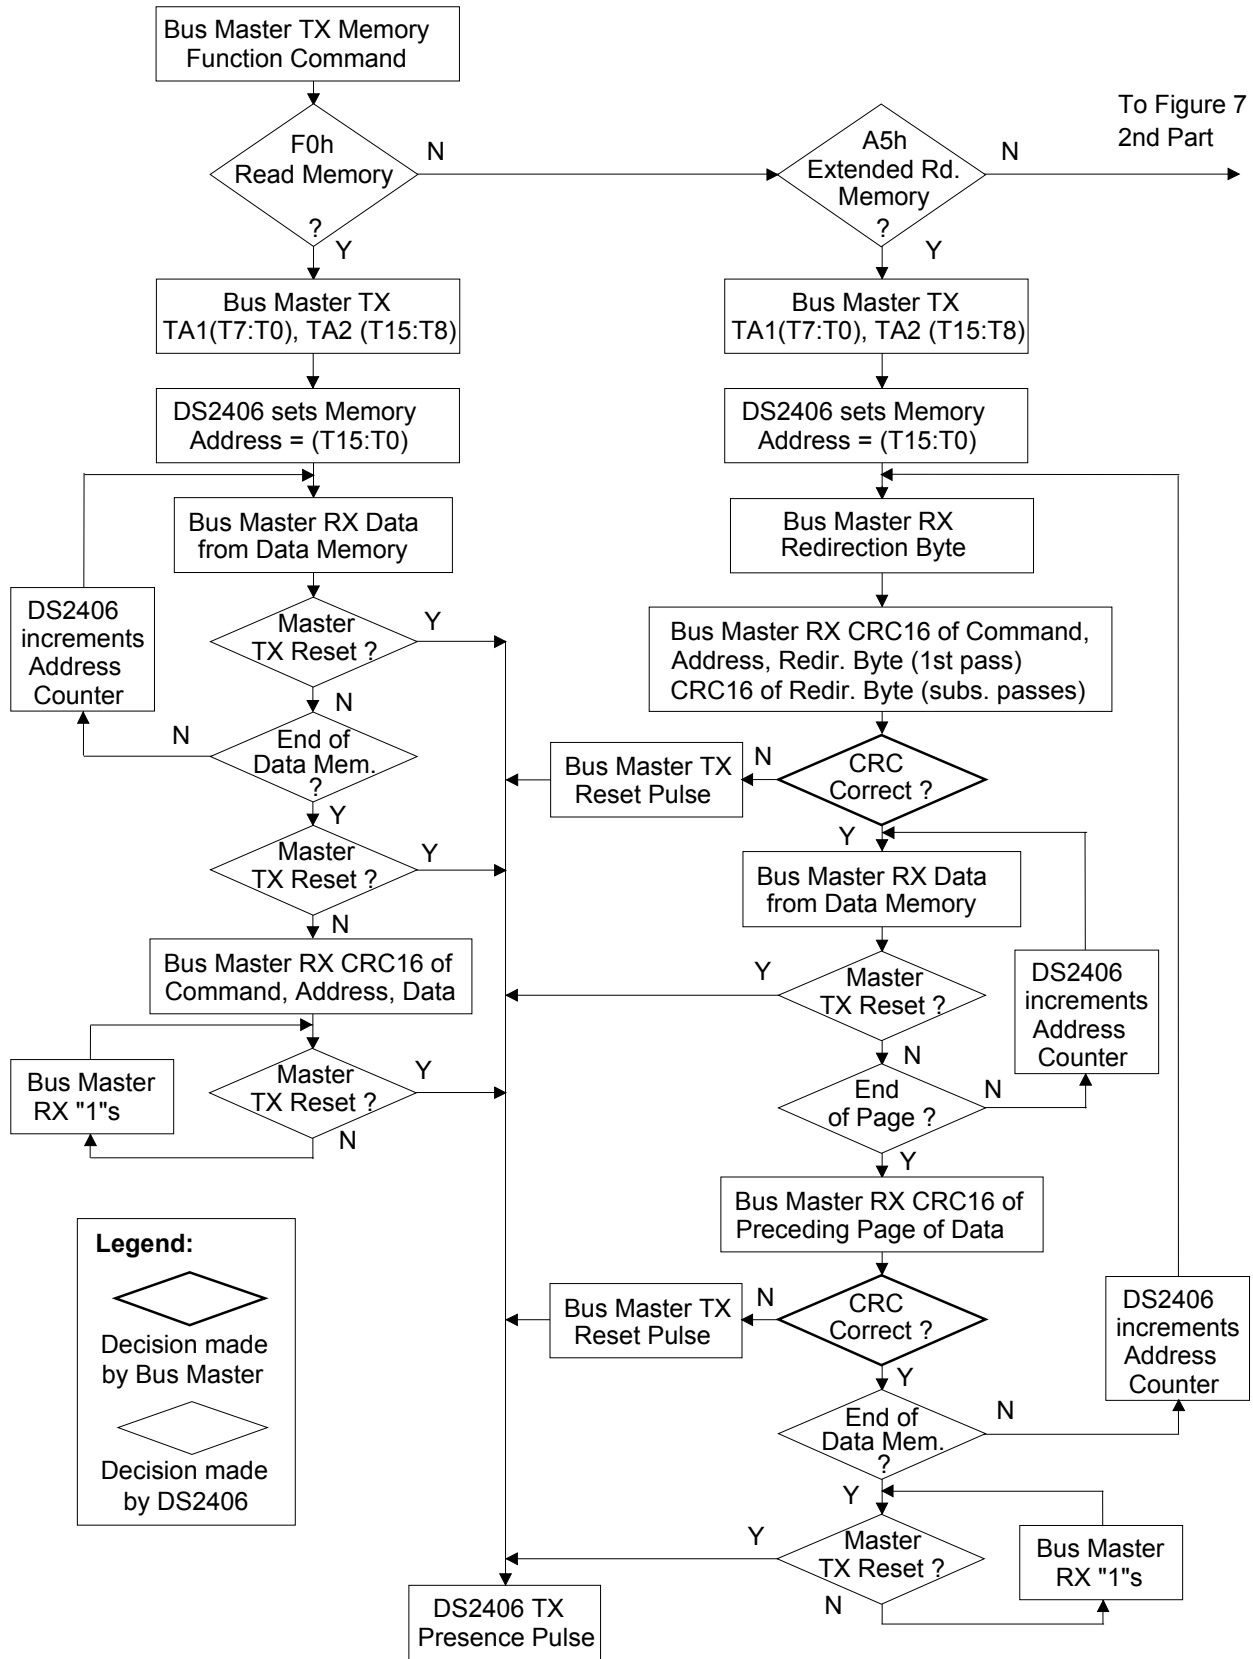 Bus Master TX Memory
Function Command
F0h
Read Memory
?
N
Y
A5h
Extended Rd.
Memory
?
N
Y
To Figure 7
2nd Part
Bus Master TX
TA1(T7:T0), TA2 (T15:T8)
DS2406 sets Memory
Address = (T15:T0)
Bus Master RX Data
from Data Memory
DS2406
increments
Address
Counter
Master
TX Reset ?
Y
N
End of
Data Mem.
?
N
Y
Master
TX Reset ?
Y
N
Bus Master RX CRC16 of
Command, Address, Data
Bus Master
RX "1"s
Master
TX Reset ?
Y
N
Bus Master TX
TA1(T7:T0), TA2 (T15:T8)
DS2406 sets Memory
Address = (T15:T0)
Bus Master RX
Redirection Byte
Bus Master RX CRC16 of Command,
Address, Redir. Byte (1st pass)
CRC16 of Redir. Byte (subs. passes)
CRC
Correct ?
N
Y
Bus Master TX
Reset Pulse
Bus Master RX Data
from Data Memory
Master
TX Reset ?
Y
N
DS2406
increments
Address
Counter
End
of Page ?
N
Y
Bus Master RX CRC16 of
Preceding Page of Data
CRC
Correct ?
N
Y
Bus Master TX
Reset Pulse
DS2406
increments
Address
Counter
End of
Data Mem.
?
N
Y
Master
TX Reset ?
Y
N
Bus Master
RX "1"s
DS2406 TX
Presence Pulse
Legend:
Decision made
by Bus Master
Decision made
by DS2406